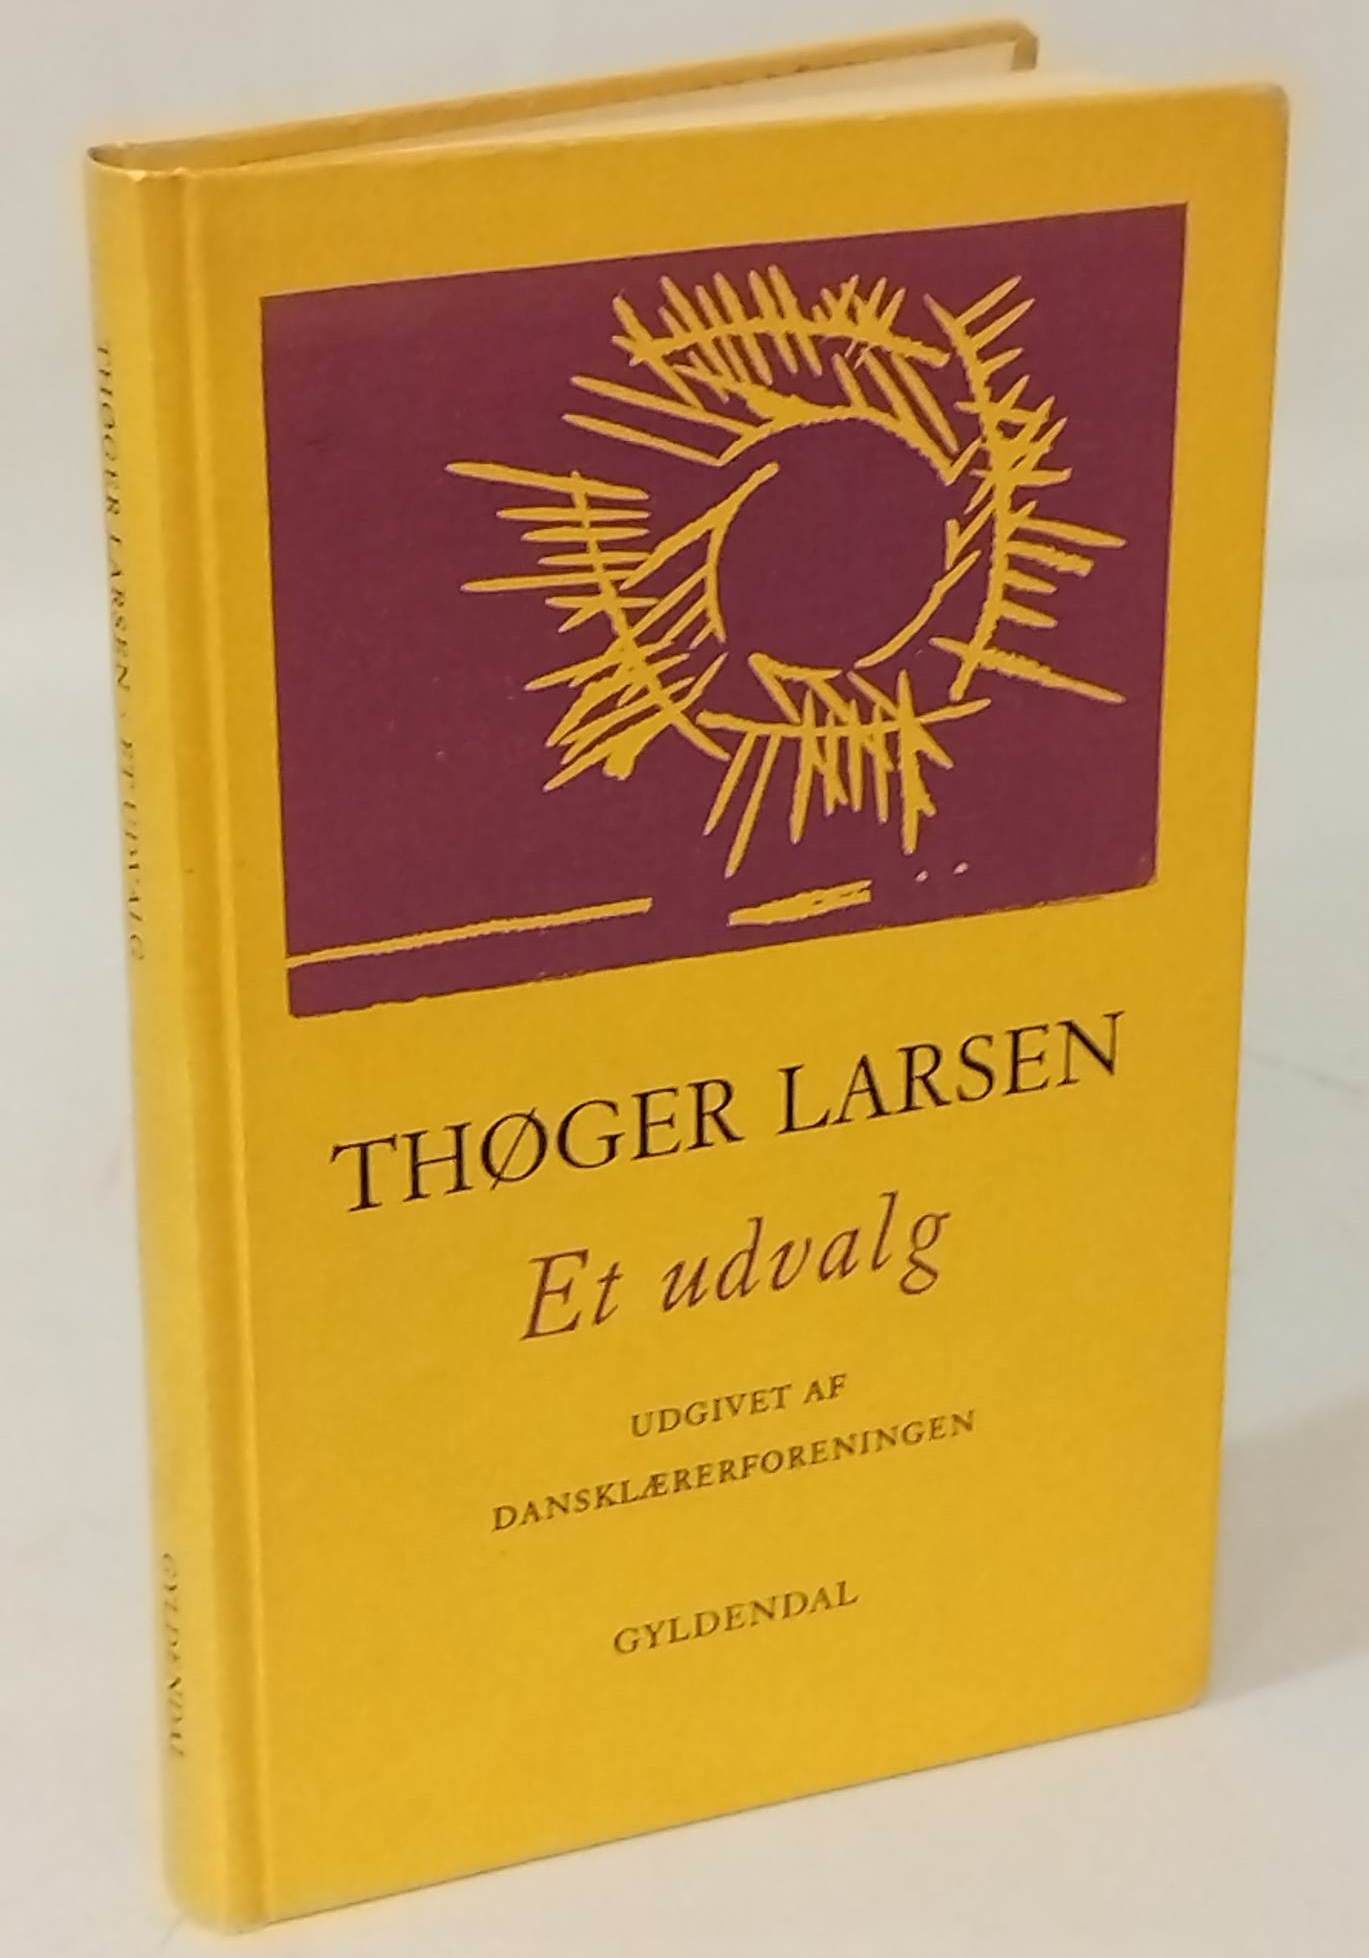 THØGER LARSEN
Et udvalg
UDGIVET AF
DANSKLÆRERFORENINGEN
GYLDENDAL
THØGER LARSEN / ET UDVALG
GYLDENDAL